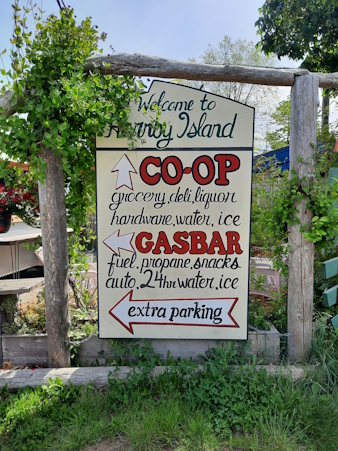 Welcome to
Hornby Island
CO-OP
grocery, deli, liquor
hardware, water, ice
GASBAR
fuel, propane, snacks
auto, 24hr water, ice
extra parking